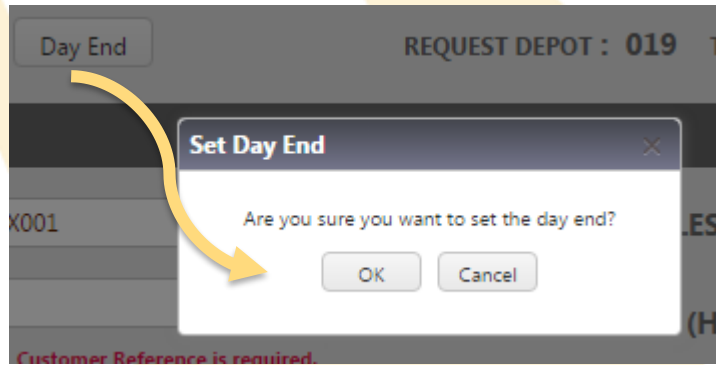 Day End
REQUEST DEPOT : 019
Set Day End
X001
Are you sure you want to set the day end?
OK
Cancel
Customer Reference is required.